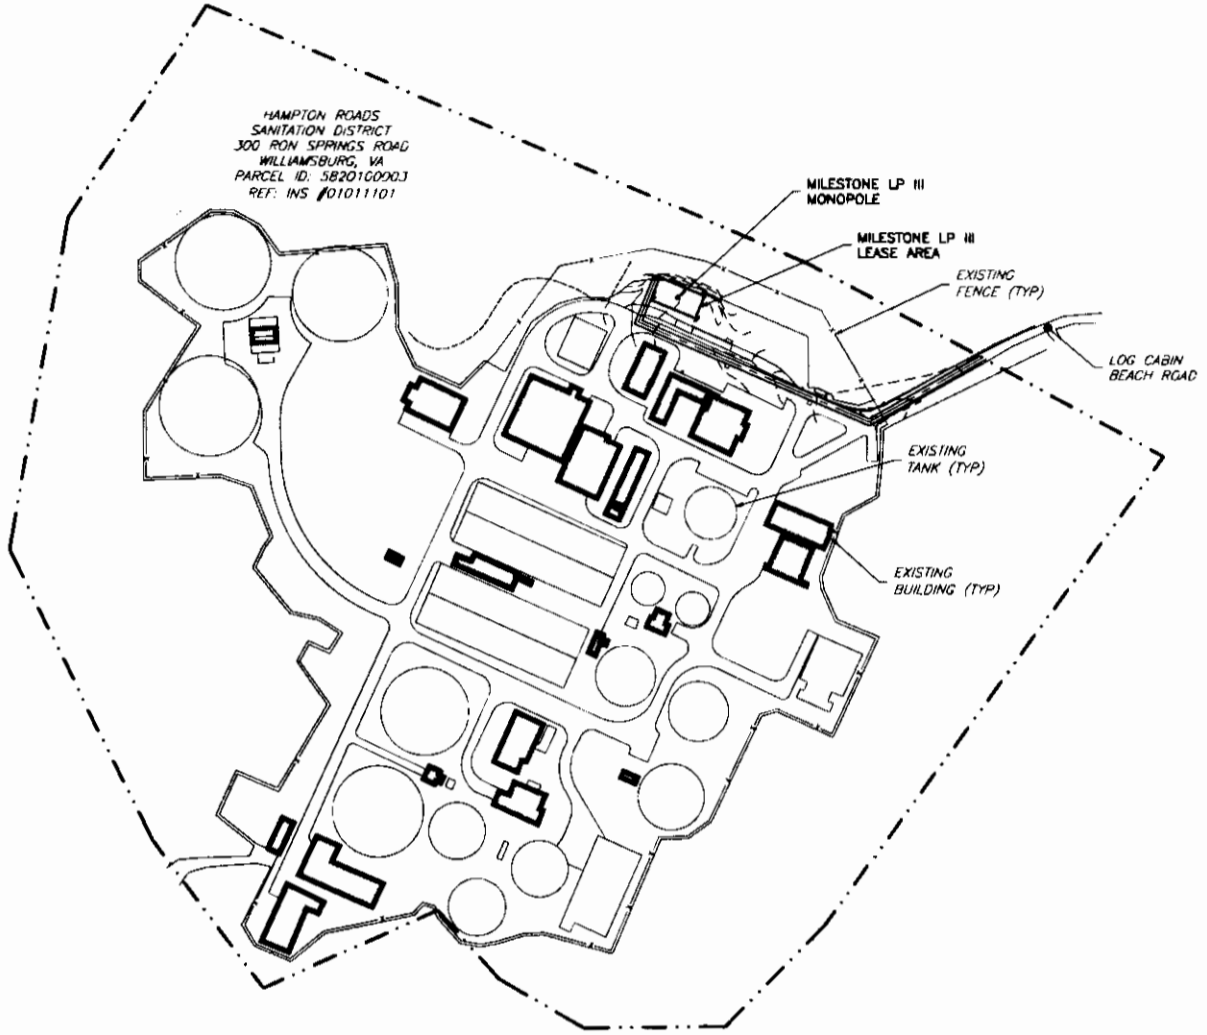 HAMPTON ROADS
SANITATION DISTRICT
300 RON SPRINGS ROAD
WILLIAMSBURG, VA
PARCEL ID: 5820100003
REF: INS #01011101
MILESTONE LP III
MONOPOLE
MILESTONE LP III
LEASE AREA
EXISTING
FENCE (TYP)
LOG CABIN
BEACH ROAD
EXISTING
TANK (TYP)
EXISTING
BUILDING (TYP)